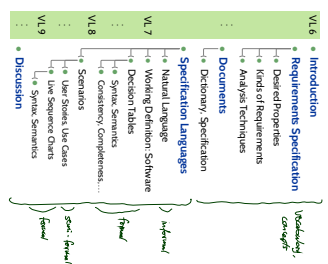 VL 6
• Introduction
• Requirements Specification
• Desired Properties
• Kinds of Requirements
• Analysis Techniques
• Documents
• Dictionary, Specification
VL 7
• Specification Languages
• Natural Language
• Working Definition: Software
• Decision Tables
• Syntax, Semantics
• Consistency, Completeness, ...
VL 8
• Scenarios
• User Stories, Use Cases
• Live Sequence Charts
VL 9
• Syntax, Semantics
• Discussion
Vocabulary,
concepts
informal
formal
semi-formal
formal